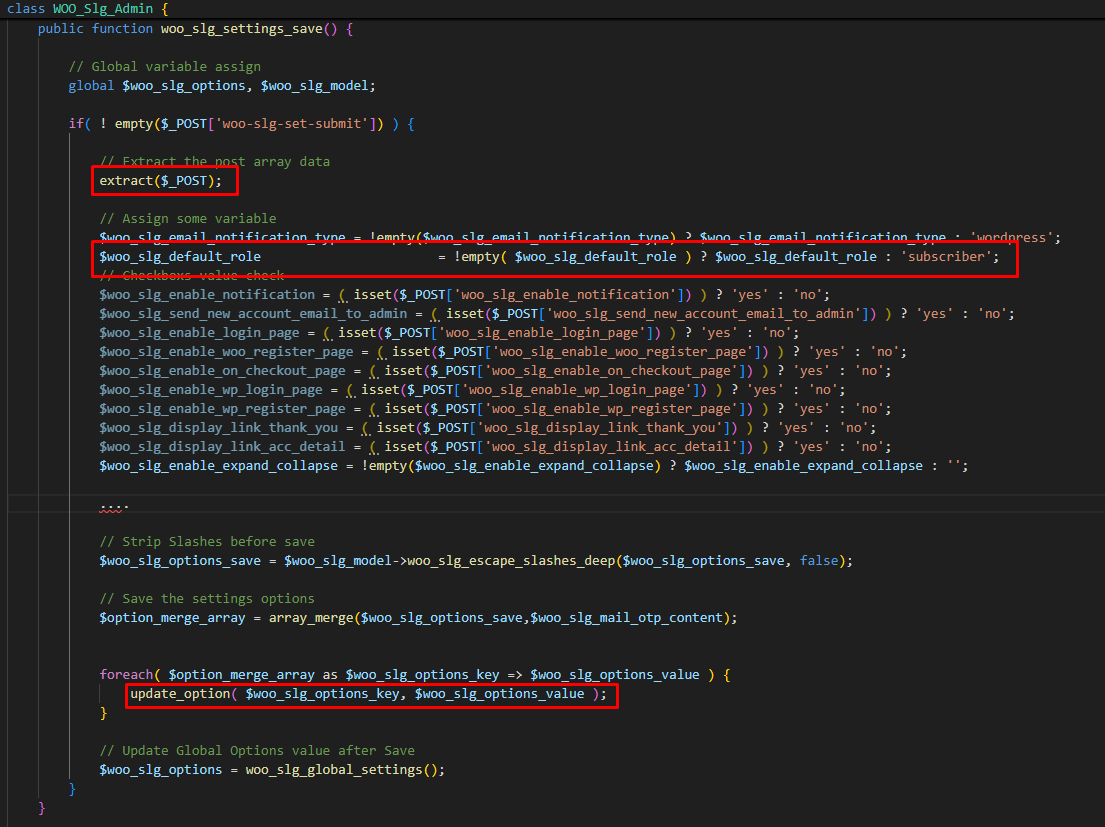 class WOO_Slg_Admin {
public function woo_slg_settings_save() {
// Global variable assign
global $woo_slg_options, $woo_slg_model;
if( ! empty($_POST['woo-slg-set-submit']) ) {
// Extract the post array data
extract($_POST);
// Assign some variable
$woo_slg_email_notification_type = !empty($woo_slg_email_notification_type) ? $woo_slg_email_notification_type : 'wordpress';
$woo_slg_default_role = !empty( $woo_slg_default_role ) ? $woo_slg_default_role : 'subscriber';
// Checkboxs value check
$woo_slg_enable_notification = ( isset($_POST['woo_slg_enable_notification']) ) ? 'yes' : 'no';
$woo_slg_send_new_account_email_to_admin = ( isset($_POST['woo_slg_send_new_account_email_to_admin']) ) ? 'yes' : 'no';
$woo_slg_enable_login_page = ( isset($_POST['woo_slg_enable_login_page']) ) ? 'yes' : 'no';
$woo_slg_enable_woo_register_page = ( isset($_POST['woo_slg_enable_woo_register_page']) ) ? 'yes' : 'no';
$woo_slg_enable_on_checkout_page = ( isset($_POST['woo_slg_enable_on_checkout_page']) ) ? 'yes' : 'no';
$woo_slg_enable_wp_login_page = ( isset($_POST['woo_slg_enable_wp_login_page']) ) ? 'yes' : 'no';
$woo_slg_enable_wp_register_page = ( isset($_POST['woo_slg_enable_wp_register_page']) ) ? 'yes' : 'no';
$woo_slg_display_link_thank_you = ( isset($_POST['woo_slg_display_link_thank_you']) ) ? 'yes' : 'no';
$woo_slg_display_link_acc_detail = ( isset($_POST['woo_slg_display_link_acc_detail']) ) ? 'yes' : 'no';
$woo_slg_enable_expand_collapse = !empty($woo_slg_enable_expand_collapse) ? $woo_slg_enable_expand_collapse : '';
....
// Strip Slashes before save
$woo_slg_options_save = $woo_slg_model->woo_slg_escape_slashes_deep($woo_slg_options_save, false);
// Save the settings options
$option_merge_array = array_merge($woo_slg_options_save,$woo_slg_mail_otp_content);
foreach( $option_merge_array as $woo_slg_options_key => $woo_slg_options_value ) {
update_option( $woo_slg_options_key, $woo_slg_options_value );
}
// Update Global Options value after Save
$woo_slg_options = woo_slg_global_settings();
}
}